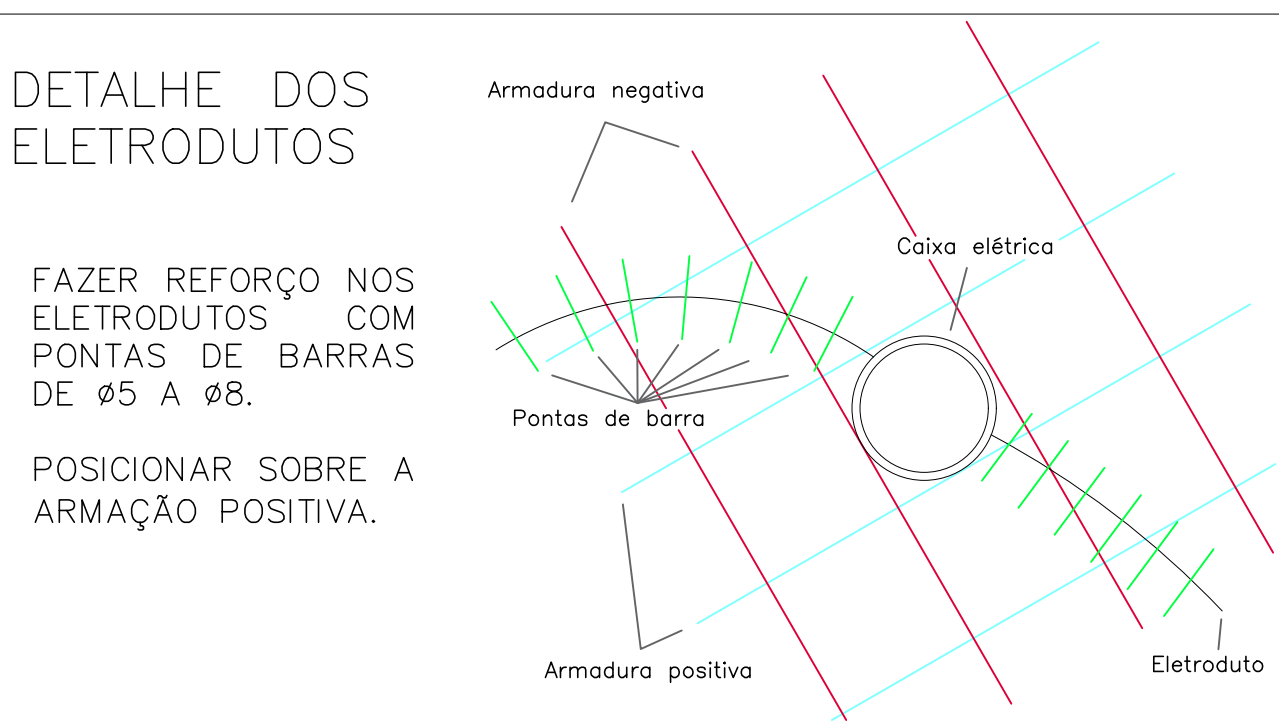 DETALHE DOS
ELETRODUTOS
FAZER REFORÇO NOS
ELETRODUTOS COM
PONTAS DE BARRAS
DE ø5 A ø8.
POSICIONAR SOBRE A
ARMAÇÃO POSITIVA.
Armadura negativa
Caixa elétrica
Pontas de barra
Armadura positiva
Eletroduto